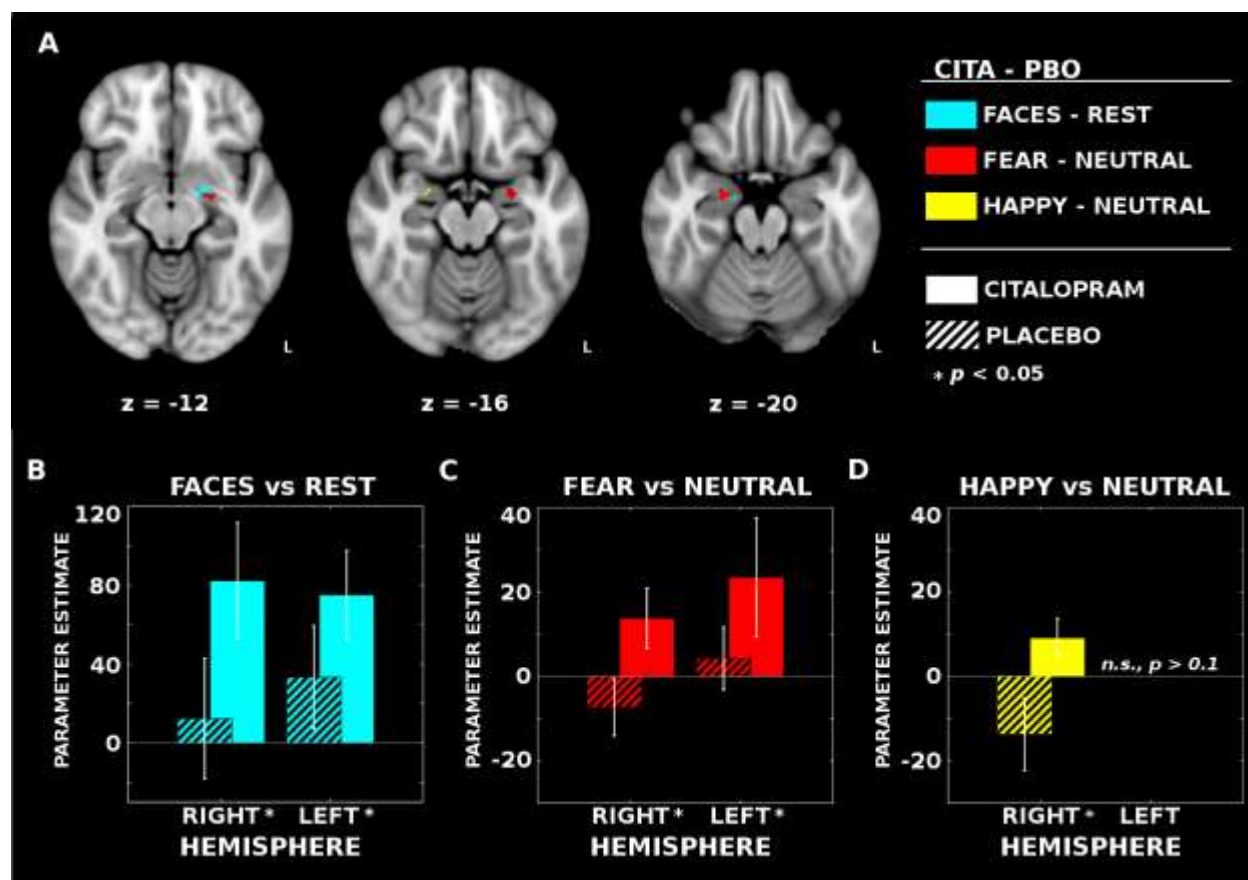 A
CITA - PBO
FACES - REST
FEAR - NEUTRAL
HAPPY - NEUTRAL
CITALOPRAM
PLACEBO
* p < 0.05
L
L
L
z = -12
z = -16
z = -20
B
FACES vs REST
PARAMETER ESTIMATE
120
80
40
0
RIGHT * LEFT *
HEMISPHERE
C
FEAR vs NEUTRAL
PARAMETER ESTIMATE
40
20
0
-20
RIGHT * LEFT *
HEMISPHERE
D
HAPPY vs NEUTRAL
PARAMETER ESTIMATE
40
20
0
-20
n.s., p > 0.1
RIGHT * LEFT
HEMISPHERE